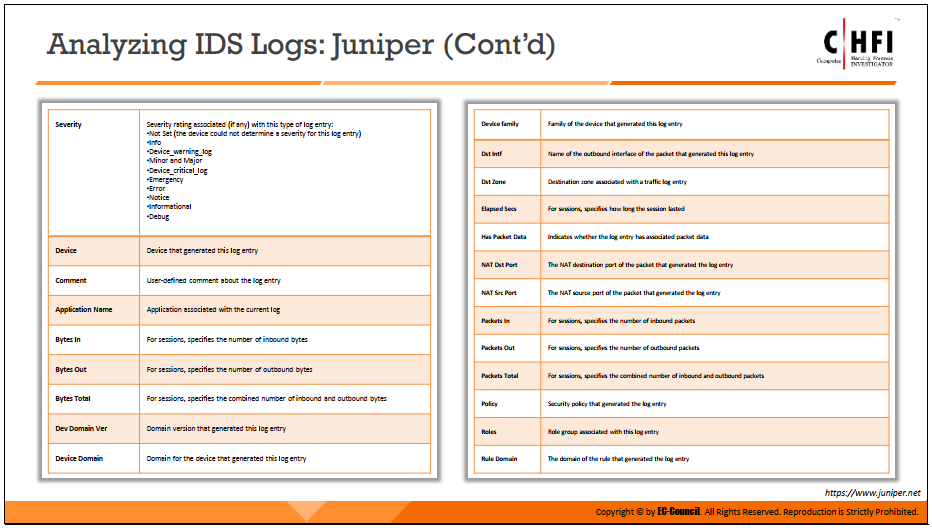 Analyzing IDS Logs: Juniper (Cont’d)
CHFI
Computer Hacking Forensic
INVESTIGATOR
Severity
Severity rating associated (if any) with this type of log entry:
•Not Set (the device could not determine a severity for this log entry)
•Info
•Device_warning_log
•Minor and Major
•Device_critical_log
•Emergency
•Error
•Notice
•Informational
•Debug
Device
Device that generated this log entry
Comment
User-defined comment about the log entry
Application Name
Application associated with the current log
Bytes In
For sessions, specifies the number of inbound bytes
Bytes Out
For sessions, specifies the number of outbound bytes
Bytes Total
For sessions, specifies the combined number of inbound and outbound bytes
Dev Domain Ver
Domain version that generated this log entry
Device Domain
Domain for the device that generated this log entry
Device family
Family of the device that generated this log entry
Dst Intf
Name of the outbound interface of the packet that generated this log entry
Dst Zone
Destination zone associated with a traffic log entry
Elapsed Secs
For sessions, specifies how long the session lasted
Has Packet Data
Indicates whether the log entry has associated packet data
NAT Dst Port
The NAT destination port of the packet that generated the log entry
NAT Src Port
The NAT source port of the packet that generated the log entry
Packets In
For sessions, specifies the number of inbound packets
Packets Out
For sessions, specifies the number of outbound packets
Packets Total
For sessions, specifies the combined number of inbound and outbound packets
Policy
Security policy that generated the log entry
Roles
Role group associated with this log entry
Rule Domain
The domain of the rule that generated the log entry
https://www.juniper.net
Copyright © by EC-Council. All Rights Reserved. Reproduction is Strictly Prohibited.